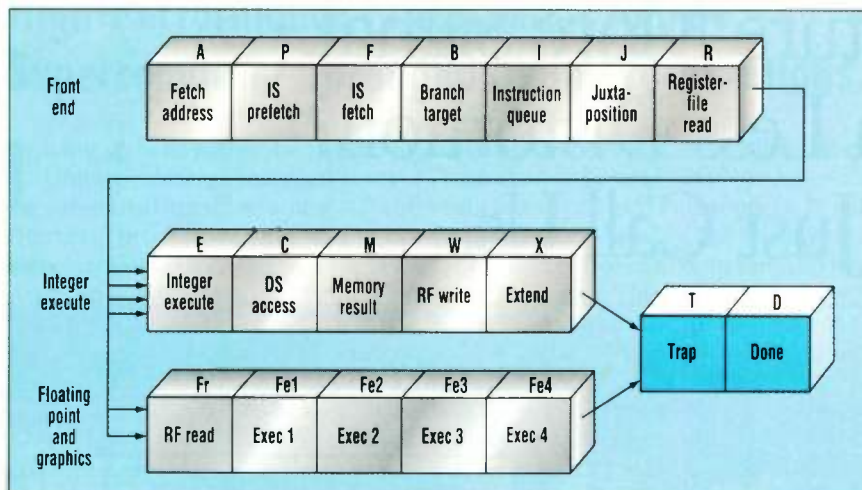 A P F B I J R
Front
end
Fetch
address
IS
prefetch
IS
fetch
Branch
target
Instruction
queue
Juxta-
position
Register-
file
read
E C M W X
Integer
execute
Integer
execute
DS
access
Memory
result
RF write
Extend
T D
Trap
Done
Fr Fe1 Fe2 Fe3 Fe4
Floating
point
and
graphics
RF read
Exec 1
Exec 2
Exec 3
Exec 4